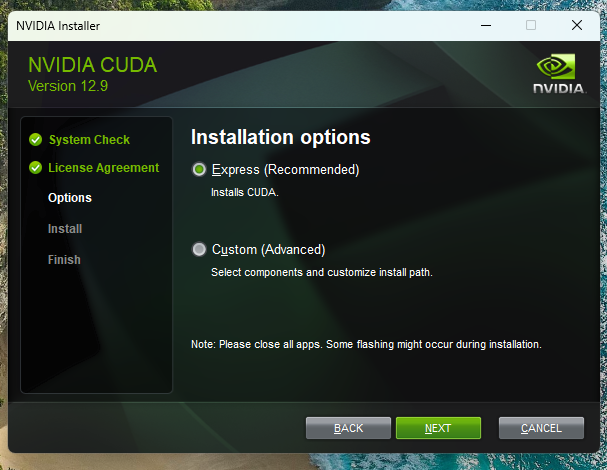 NVIDIA Installer
NVIDIA CUDA
Version 12.9
NVIDIA.
System Check
License Agreement
Options
Install
Finish
Installation options
Express (Recommended)
Installs CUDA.
Custom (Advanced)
Select components and customize install path.
Note: Please close all apps. Some flashing might occur during installation.
BACK
NEXT
CANCEL